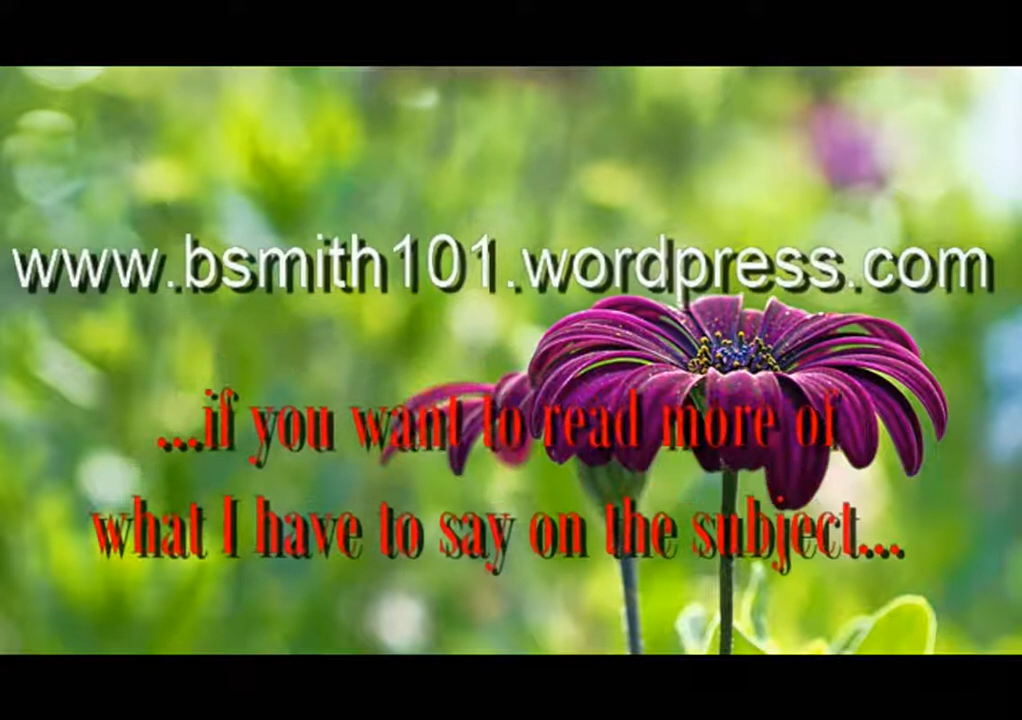 www.bsmith101.wordpress.com
...if you want to read more of
what I have to say on the subject...